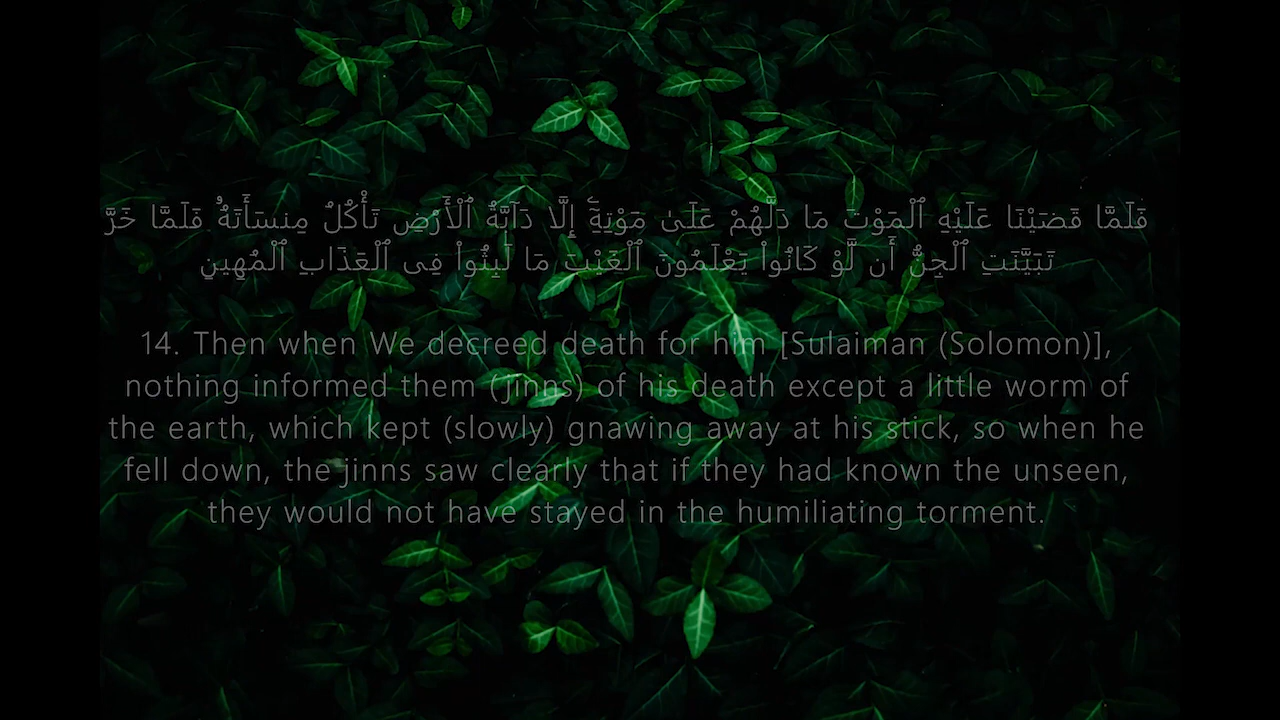 فَلَمَّا قَضَيْنَا عَلَيْهِ ٱلْمَوْتَ مَا دَلَّهُمْ عَلَىٰ مَوْتِهِۦٓ إِلَّا دَآبَّةُ ٱلْأَرْضِ تَأْكُلُ مِنسَأَتَهُۥ فَلَمَّا خَرَّ
تَبَيَّنَتِ ٱلْجِنُّ أَن لَّوْ كَانُوا۟ يَعْلَمُونَ ٱلْغَيْبَ مَا لَبِثُوا۟ فِى ٱلْعَذَابِ ٱلْمُهِينِ
14. Then when We decreed death for him [Sulaiman (Solomon)],
nothing informed them (jinns) of his death except a little worm of
the earth, which kept (slowly) gnawing away at his stick, so when he
fell down, the jinns saw clearly that if they had known the unseen,
they would not have stayed in the humiliating torment.